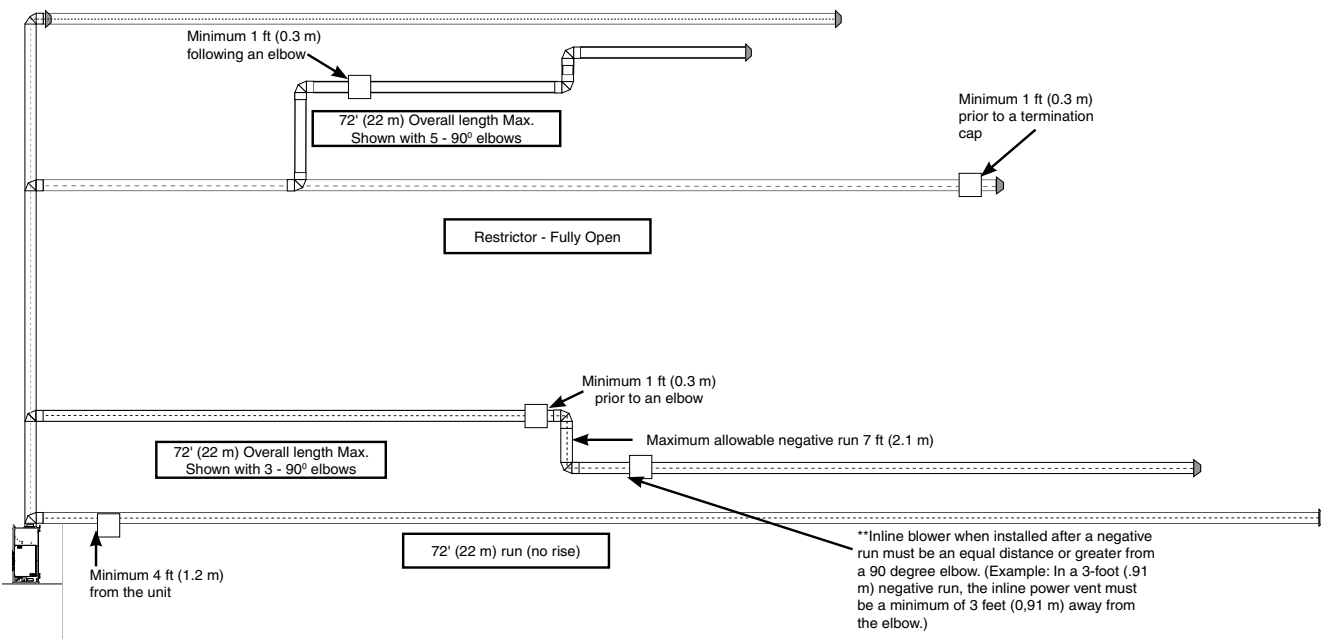 Minimum 1 ft (0.3 m)
following an elbow
72' (22 m) Overall length Max.
Shown with 5 - 90⁰ elbows
Minimum 1 ft (0.3 m)
prior to a termination
cap
Restrictor - Fully Open
Minimum 1 ft (0.3 m)
prior to an elbow
Maximum allowable negative run 7 ft (2.1 m)
72' (22 m) Overall length Max.
Shown with 3 - 90⁰ elbows
72' (22 m) run (no rise)
Minimum 4 ft (1.2 m)
from the unit
**Inline blower when installed after a negative
run must be an equal distance or greater from
a 90 degree elbow. (Example: In a 3-foot (.91
m) negative run, the inline power vent must
be a minimum of 3 feet (0,91 m) away from
the elbow.)